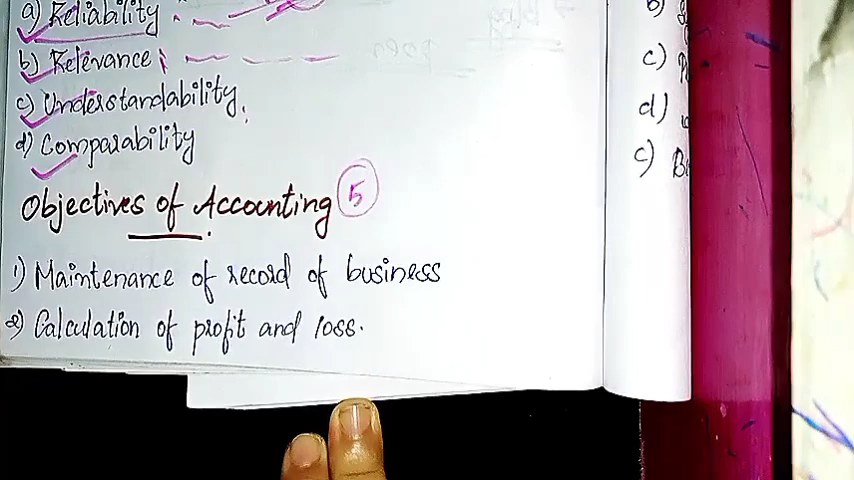 a) Reliability :
b) Relevance :
c) Understandability.
d) Comparability
Objectives of Accounting 5
1) Maintenance of record of business
2) Calculation of profit and loss.
b)
c)
d)
c)